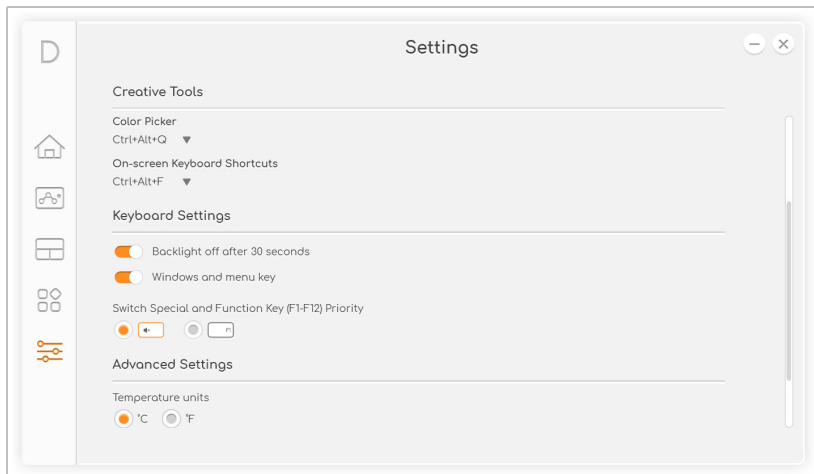 D
Settings
Creative Tools
Color Picker
Ctrl+Alt+Q
On-screen Keyboard Shortcuts
Ctrl+Alt+F
Keyboard Settings
Backlight off after 30 seconds
Windows and menu key
Switch Special and Function Key (F1-F12) Priority
F1
Advanced Settings
Temperature units
°C °F